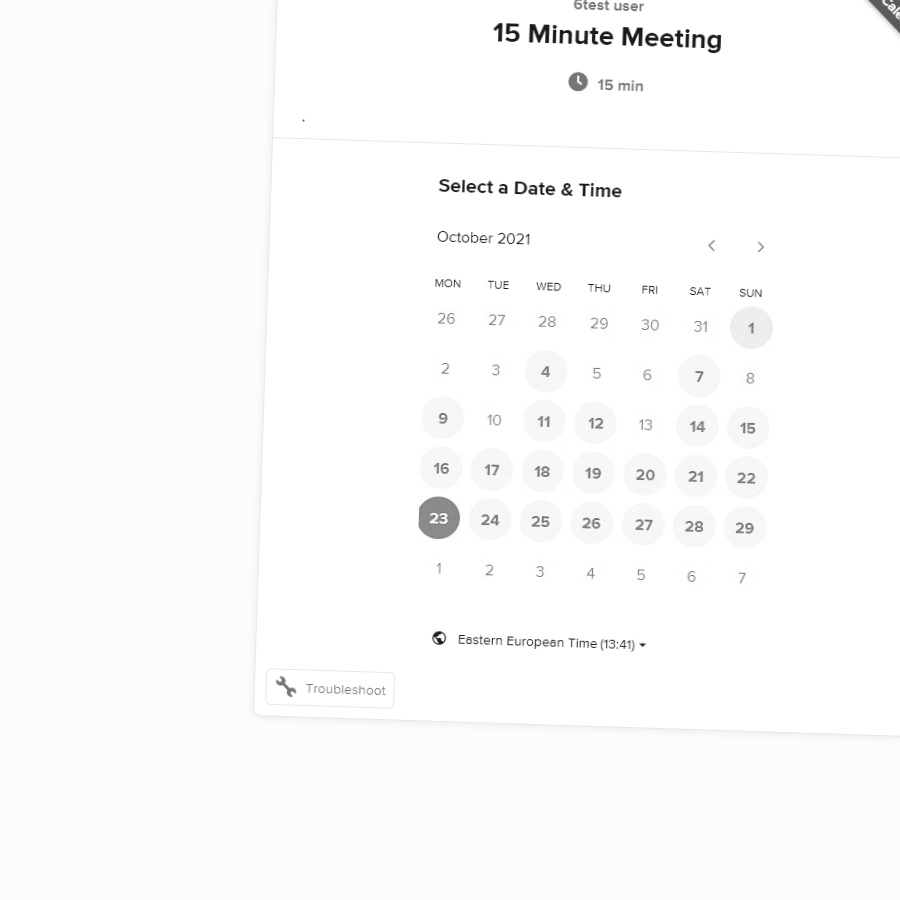 6test user
15 Minute Meeting
15 min
.
Select a Date & Time
October 2021
MON TUE WED THU FRI SAT SUN
26 27 28 29 30 31 1
2 3 4 5 6 7 8
9 10 11 12 13 14 15
16 17 18 19 20 21 22
23 24 25 26 27 28 29
1 2 3 4 5 6 7
Eastern European Time (13:41)
Troubleshoot